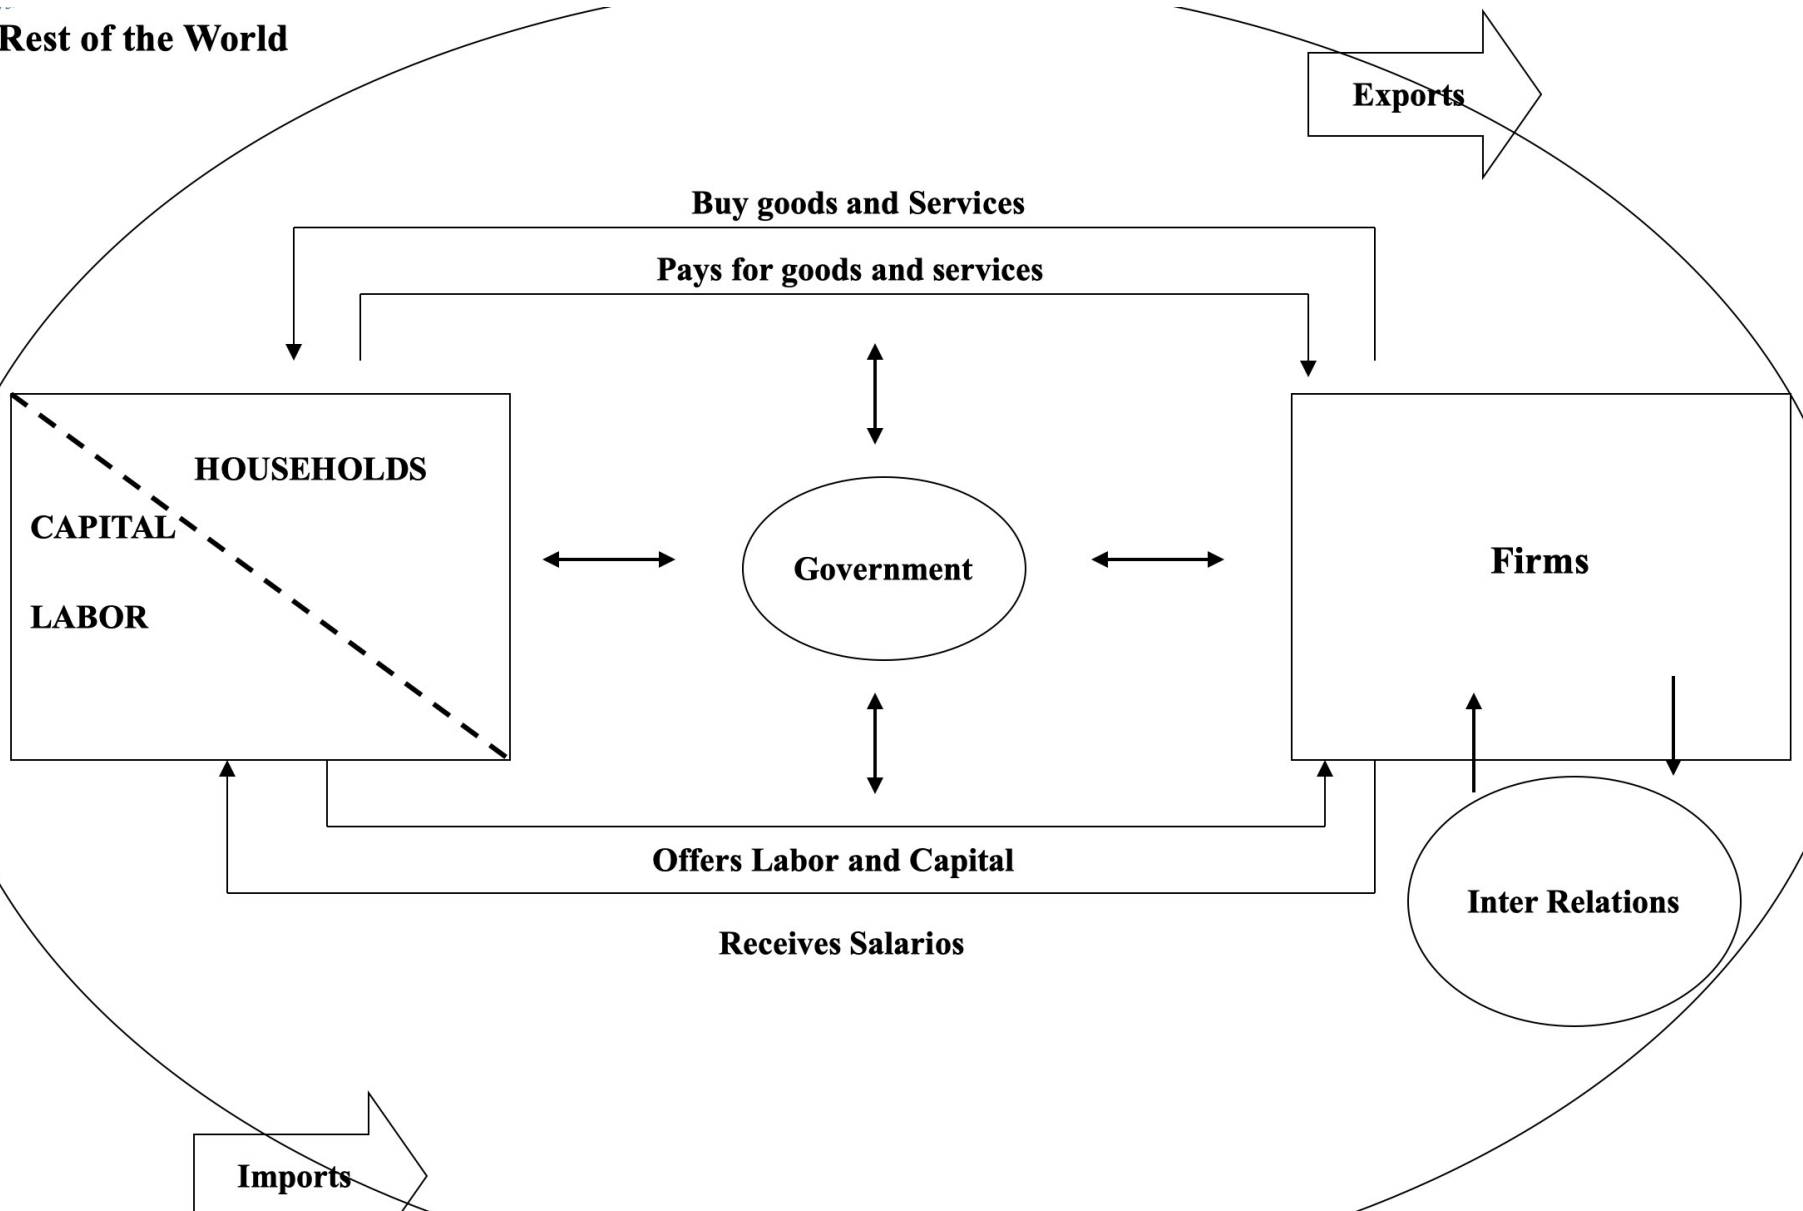 Rest of the World
Exports
Buy goods and Services
Pays for goods and services
HOUSEHOLDS
CAPITAL
LABOR
Government
Firms
Offers Labor and Capital
Inter Relations
Receives Salarios
Imports